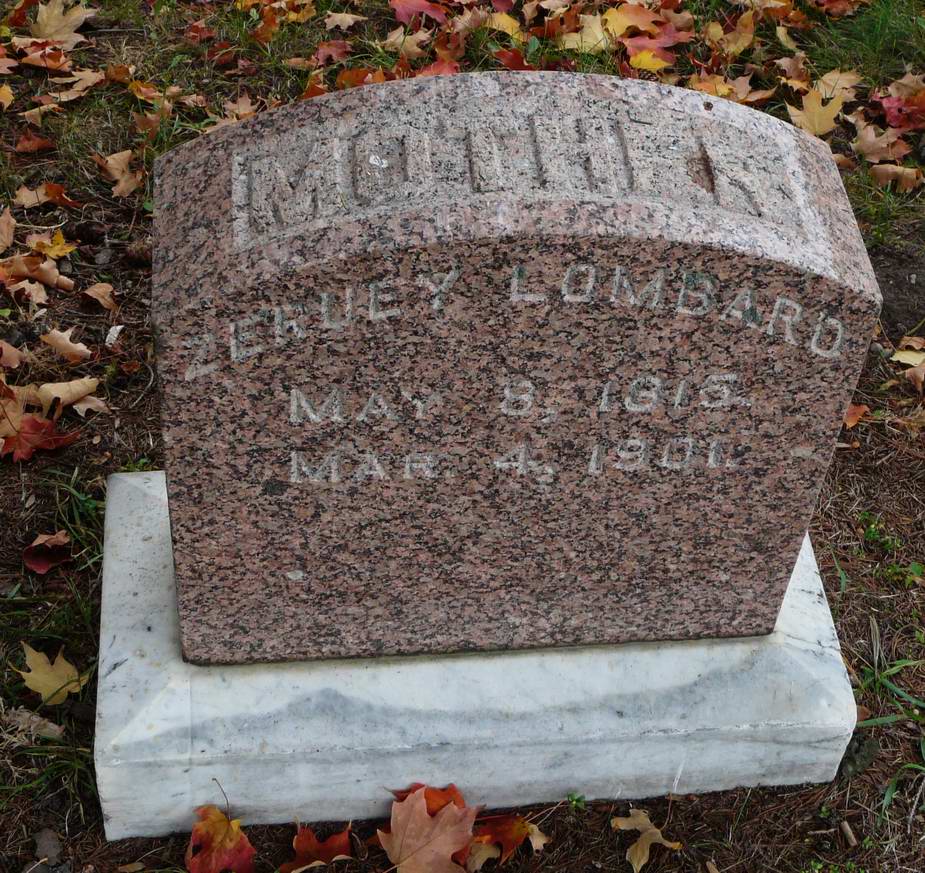 MOTHER
ZERUEY LOMBARD
MAY 8, 1815.
MAR. 4, 1901.